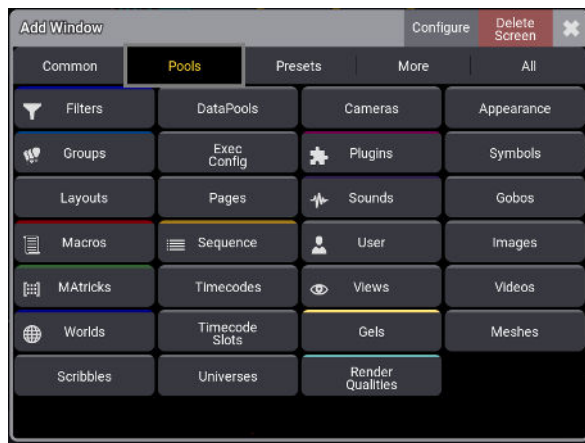 Add Window
Configure
Delete
Screen
Common
Pools
Presets
More
All
Filters
DataPools
Cameras
Appearance
Groups
Exec
Config
Plugins
Symbols
Layouts
Pages
Sounds
Gobos
Macros
Sequence
User
Images
MAtricks
Timecodes
Views
Videos
Worlds
Timecode
Slots
Gels
Meshes
Scribbles
Universes
Render
Qualities